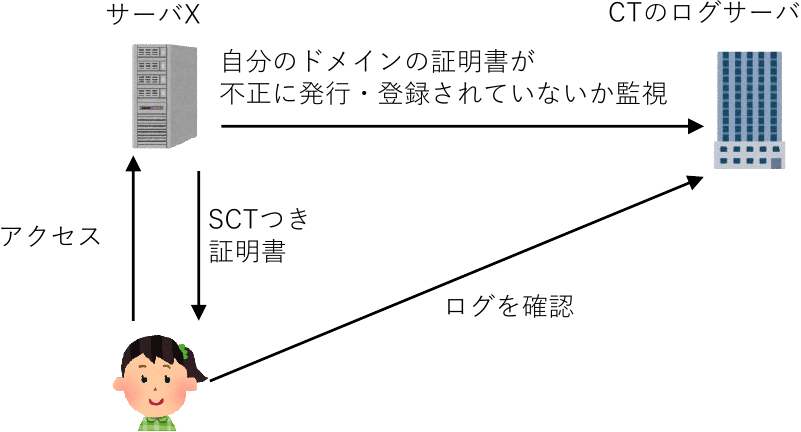 サーバX
CTのログサーバ
自分のドメインの証明書が
不正に発行・登録されていないか監視
アクセス
SCTつき
証明書
ログを確認